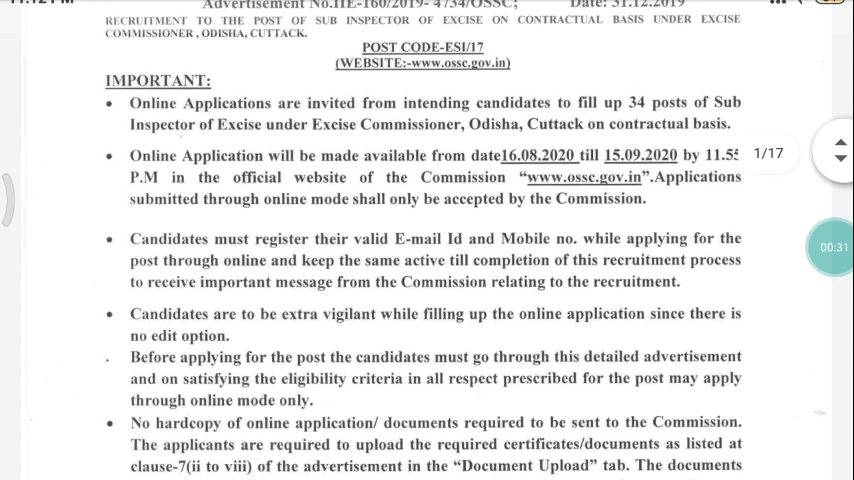 Advertisement No.IIE-160/2019- 4734/OSSC; Date: 31.12.2019
RECRUITMENT TO THE POST OF SUB INSPECTOR OF EXCISE ON CONTRACTUAL BASIS UNDER EXCISE
COMMISSIONER , ODISHA, CUTTACK.
POST CODE-ESI/17
(WEBSITE:-www.ossc.gov.in)
IMPORTANT:
• Online Applications are invited from intending candidates to fill up 34 posts of Sub
Inspector of Excise under Excise Commissioner, Odisha, Cuttack on contractual basis.
• Online Application will be made available from date16.08.2020 till 15.09.2020 by 11.55
P.M in the official website of the Commission “www.ossc.gov.in”.Applications
submitted through online mode shall only be accepted by the Commission.
1/17
00:31
• Candidates must register their valid E-mail Id and Mobile no. while applying for the
post through online and keep the same active till completion of this recruitment process
to receive important message from the Commission relating to the recruitment.
• Candidates are to be extra vigilant while filling up the online application since there is
no edit option.
. Before applying for the post the candidates must go through this detailed advertisement
and on satisfying the eligibility criteria in all respect prescribed for the post may apply
through online mode only.
• No hardcopy of online application/ documents required to be sent to the Commission.
The applicants are required to upload the required certificates/documents as listed at
clause-7(ii to viii) of the advertisement in the “Document Upload” tab. The documents